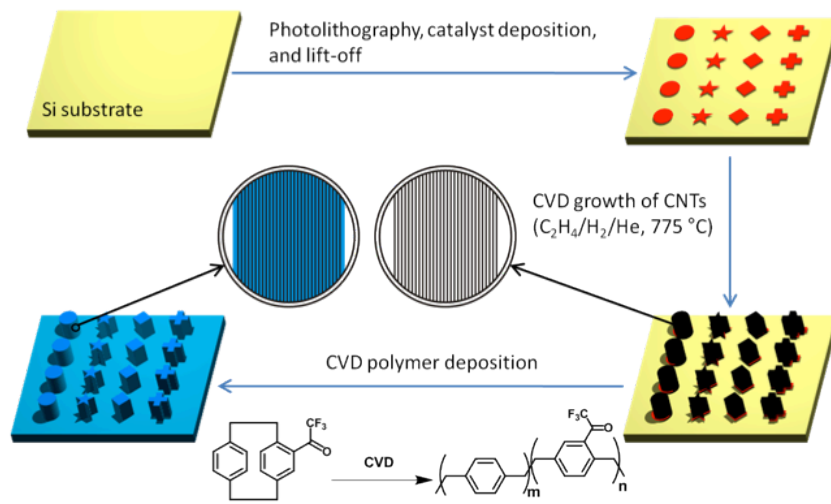 Photolithography, catalyst deposition,
and lift-off
Si substrate
CVD growth of CNTs
(C₂H₄/H₂/He, 775 °C)
CVD polymer deposition
CF₃
O
CVD
F₃C
O
m
n